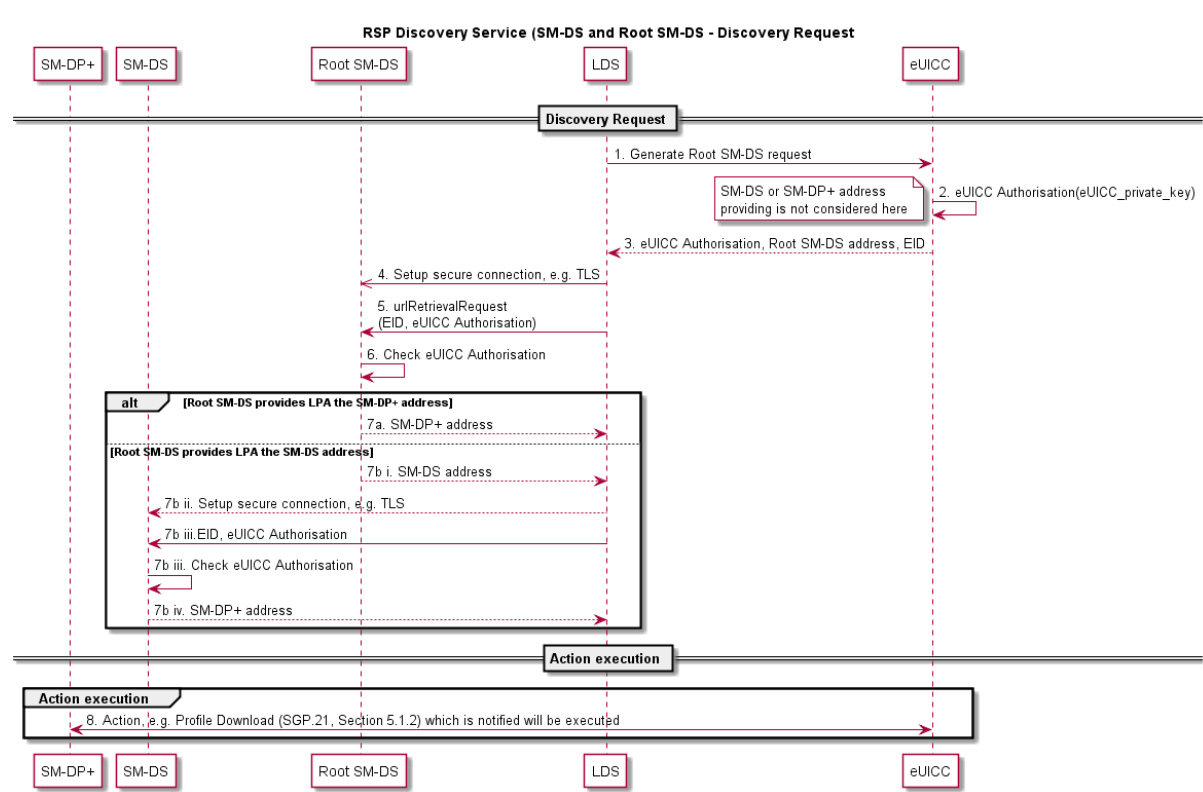 RSP Discovery Service (SM-DS and Root SM-DS - Discovery Request
SM-DP+
SM-DS
Root SM-DS
LDS
eUICC
Discovery Request
1. Generate Root SM-DS request
SM-DS or SM-DP+ address
providing is not considered here
2. eUICC Authorisation(eUICC_private_key)
3. eUICC Authorisation, Root SM-DS address, EID
4. Setup secure connection, e.g. TLS
5. urlRetrievalRequest
(EID, eUICC Authorisation)
6. Check eUICC Authorisation
alt
[Root SM-DS provides LPA the SM-DP+ address]
7a. SM-DP+ address
[Root SM-DS provides LPA the SM-DS address]
7b i. SM-DS address
7b ii. Setup secure connection, e.g. TLS
7b iii.EID, eUICC Authorisation
7b iii. Check eUICC Authorisation
7b iv. SM-DP+ address
Action execution
Action execution
8. Action, e.g. Profile Download (SGP.21, Section 5.1.2) which is notified will be executed
SM-DP+
SM-DS
Root SM-DS
LDS
eUICC